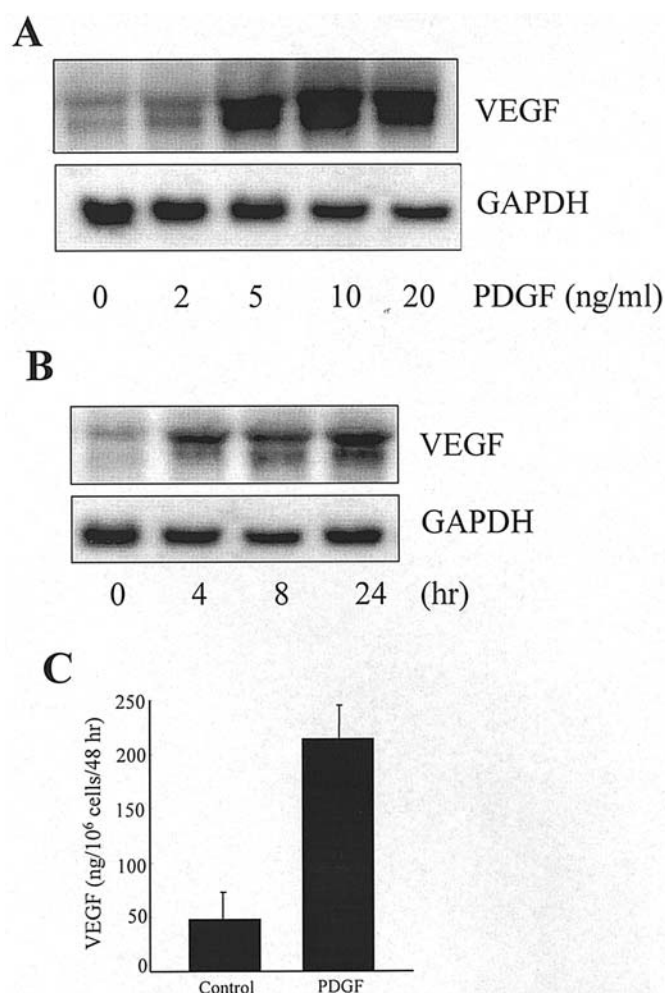 A
VEGF
GAPDH
0 2 5 10 20 PDGF (ng/ml)
B
VEGF
GAPDH
0 4 8 24 (hr)
C
VEGF (ng/10⁶ cells/48 hr)
250
200
150
100
50
0
Control PDGF